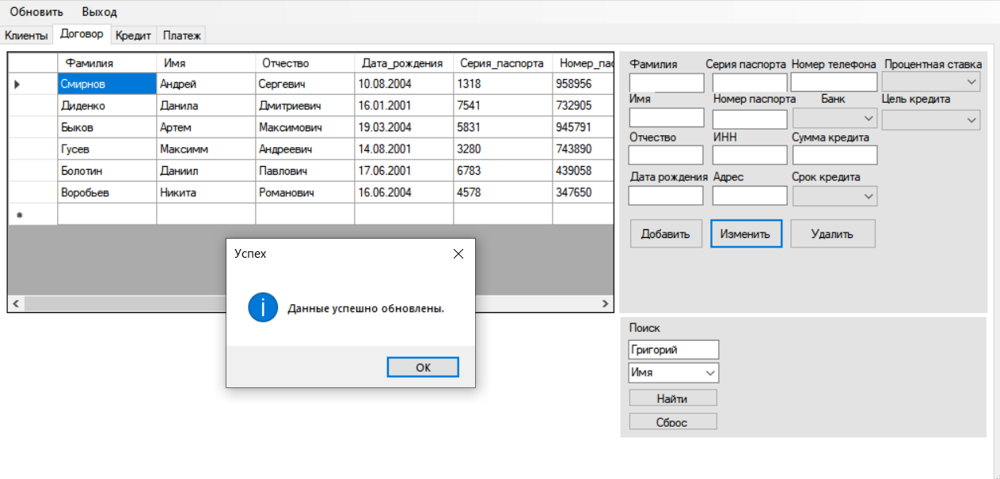 Обновить Выход
Клиенты Договор Кредит Платеж
Фамилия Имя Отчество Дата_рождения Серия_паспорта Номер_пас
Смирнов Андрей Сергевич 10.08.2004 1318 958956
Диденко Данила Дмитриевич 16.01.2001 7541 732905
Быков Артем Максимович 19.03.2004 5831 945791
Гусев Максимм Андреевич 14.08.2001 3280 743890
Болотин Даниил Павлович 17.06.2001 6783 439058
Воробьев Никита Романович 16.06.2004 4578 347650
Фамилия Серия паспорта Номер телефона Процентная ставка
Имя Номер паспорта Банк Цель кредита
Отчество ИНН Сумма кредита
Дата рождения Адрес Срок кредита
Добавить Изменить Удалить
Успех
Данные успешно обновлены.
OK
Поиск
Григорий
Имя
Найти
Сброс